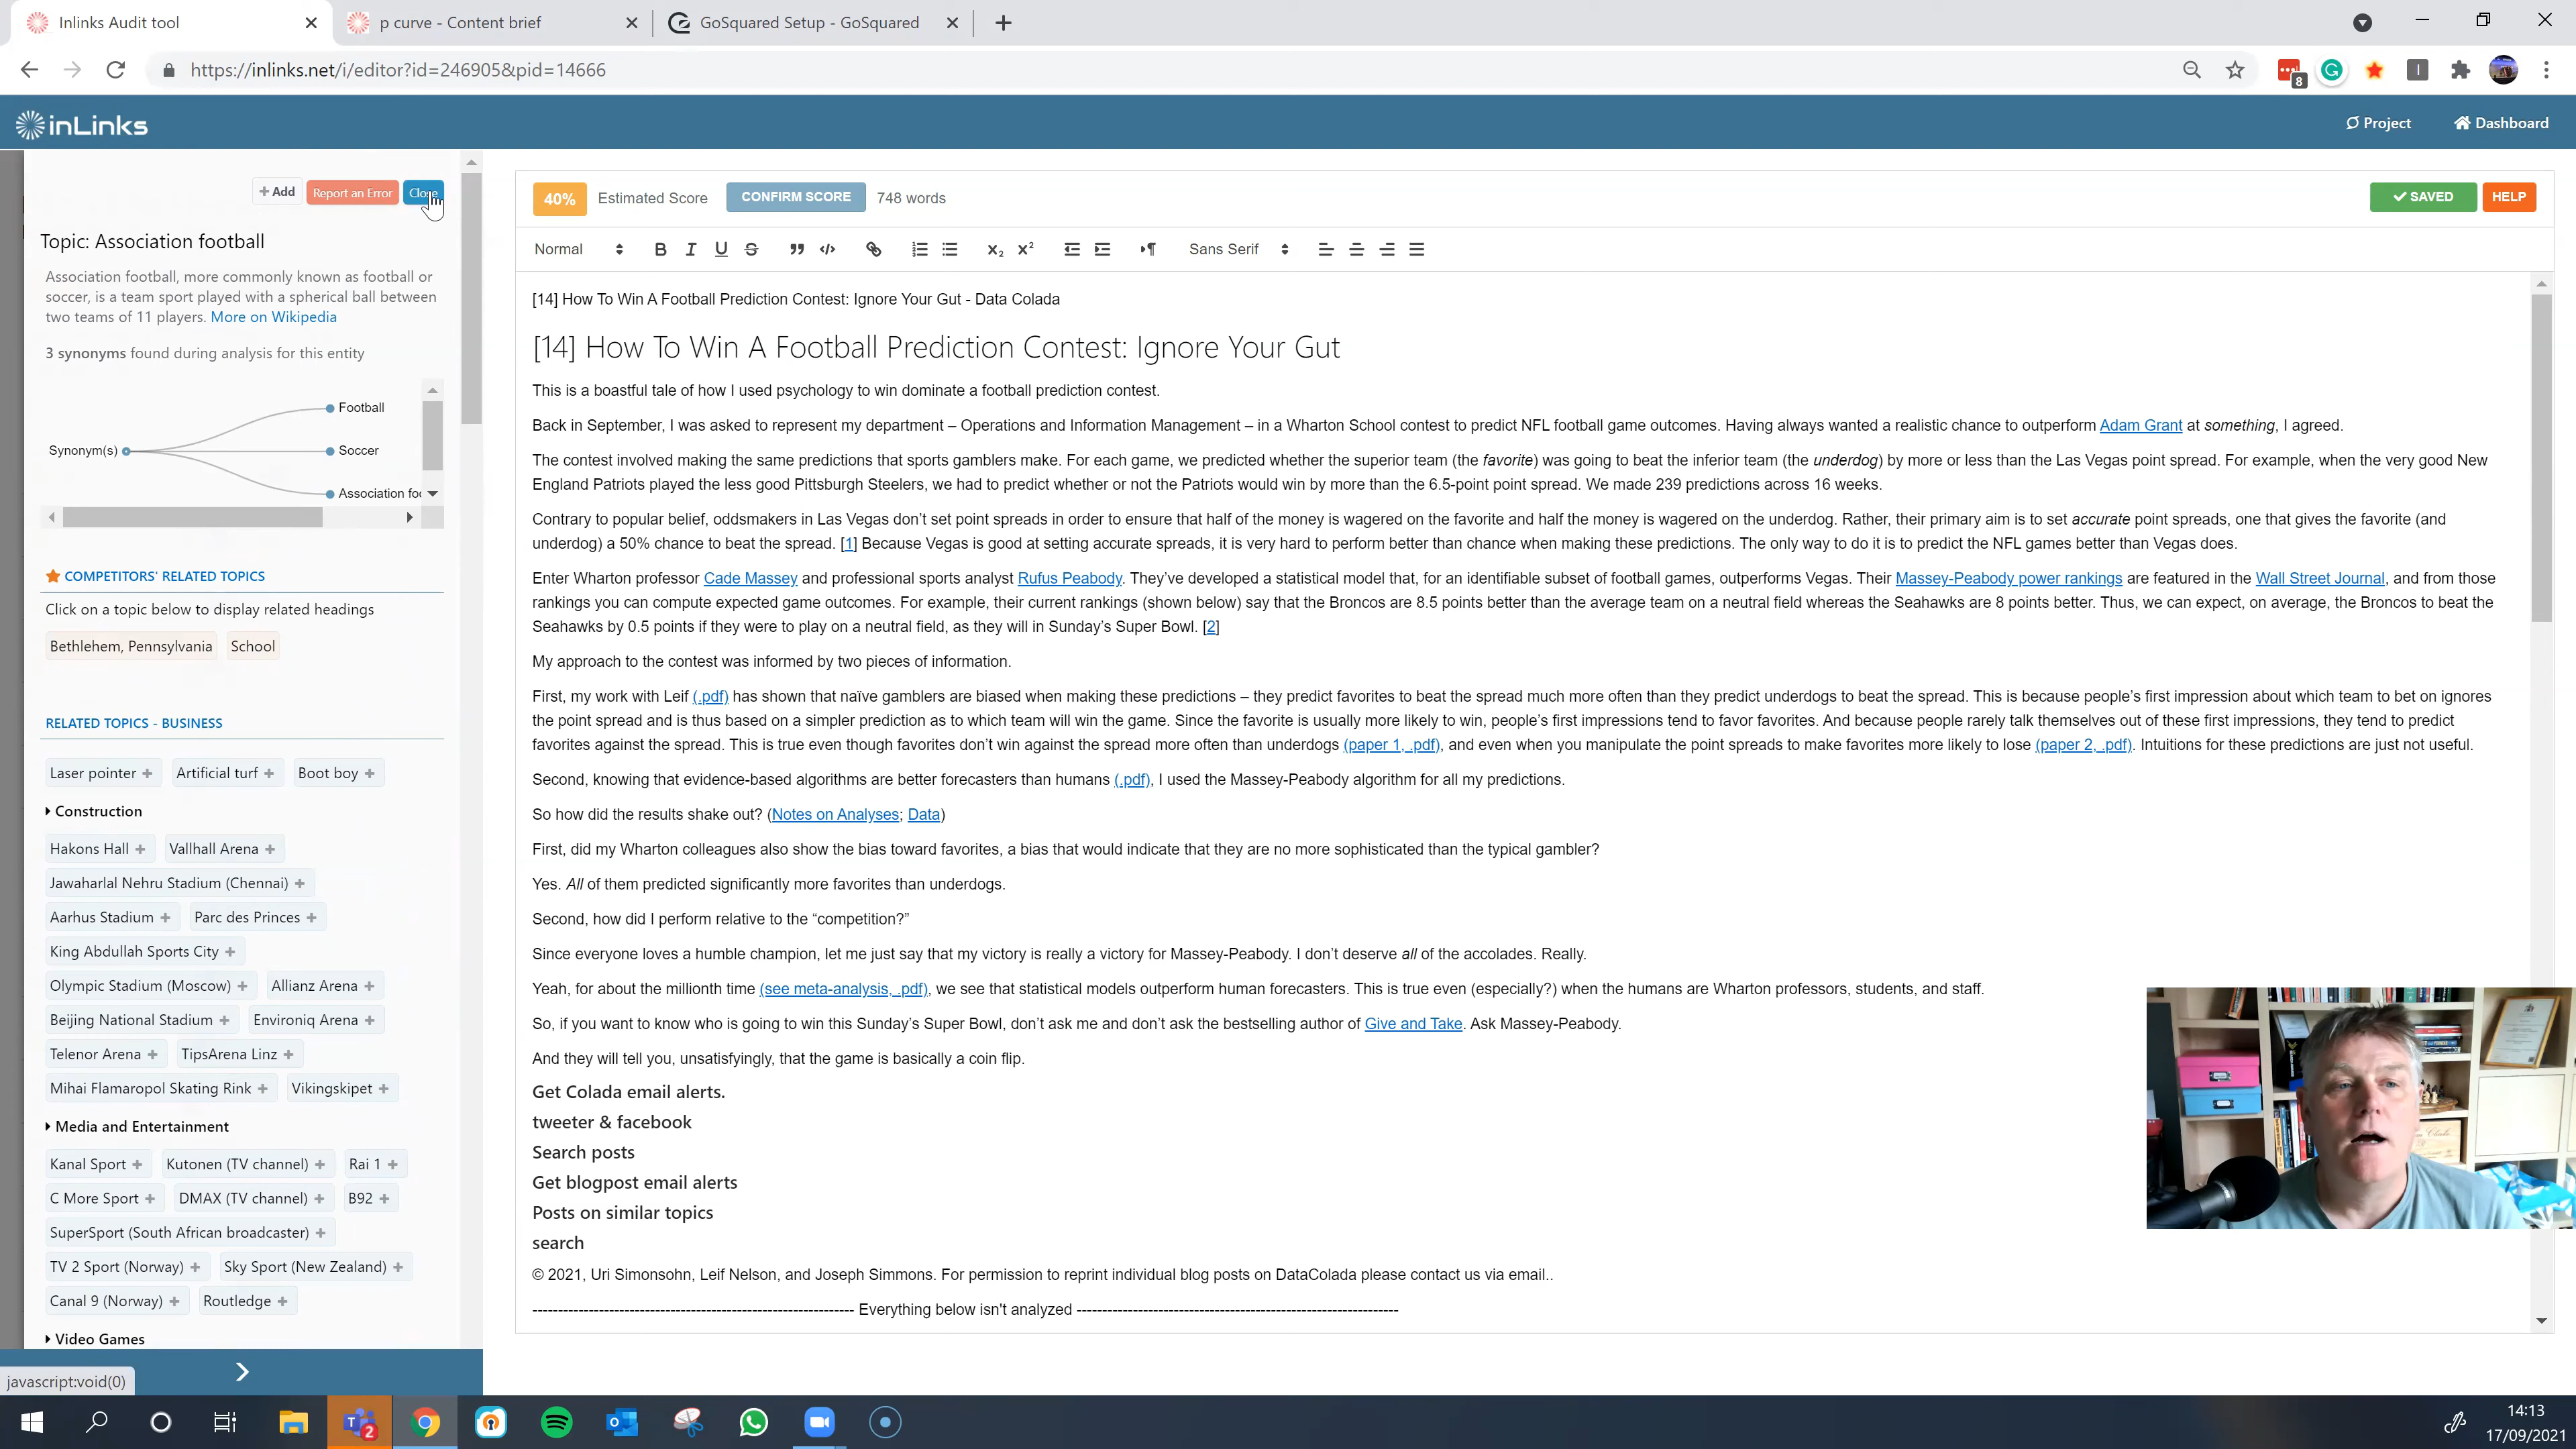 Inlinks Audit tool
p curve - Content brief
GoSquared Setup - GoSquared
https://inlinks.net/i/editor?id=246905&pid=14666
8
inLinks
Project
Dashboard
+ Add
Report an Error
Close
Topic: Association football
Association football, more commonly known as football or
soccer, is a team sport played with a spherical ball between
two teams of 11 players. More on Wikipedia
3 synonyms found during analysis for this entity
Football
Synonym(s)
Soccer
Association foo
COMPETITORS' RELATED TOPICS
Click on a topic below to display related headings
Bethlehem, Pennsylvania
School
RELATED TOPICS - BUSINESS
Laser pointer +
Artificial turf +
Boot boy +
Construction
Hakons Hall +
Vallhall Arena +
Jawaharlal Nehru Stadium (Chennai) +
Aarhus Stadium +
Parc des Princes +
King Abdullah Sports City +
Olympic Stadium (Moscow) +
Allianz Arena +
Beijing National Stadium +
Environiq Arena +
Telenor Arena +
TipsArena Linz +
Mihai Flamaropol Skating Rink +
Vikingskipet +
Media and Entertainment
Kanal Sport +
Kutonen (TV channel) +
Rai 1 +
C More Sport +
DMAX (TV channel) +
B92 +
SuperSport (South African broadcaster) +
TV 2 Sport (Norway) +
Sky Sport (New Zealand) +
Canal 9 (Norway) +
Routledge +
Video Games
javascript:void(0)
40%
Estimated Score
CONFIRM SCORE
748 words
SAVED
HELP
Normal
Sans Serif
[14] How To Win A Football Prediction Contest: Ignore Your Gut - Data Colada
[14] How To Win A Football Prediction Contest: Ignore Your Gut
This is a boastful tale of how I used psychology to win dominate a football prediction contest.
Back in September, I was asked to represent my department – Operations and Information Management – in a Wharton School contest to predict NFL football game outcomes. Having always wanted a realistic chance to outperform Adam Grant at something, I agreed.
The contest involved making the same predictions that sports gamblers make. For each game, we predicted whether the superior team (the favorite) was going to beat the inferior team (the underdog) by more or less than the Las Vegas point spread. For example, when the very good New
England Patriots played the less good Pittsburgh Steelers, we had to predict whether or not the Patriots would win by more than the 6.5-point point spread. We made 239 predictions across 16 weeks.
Contrary to popular belief, oddsmakers in Las Vegas don’t set point spreads in order to ensure that half of the money is wagered on the favorite and half the money is wagered on the underdog. Rather, their primary aim is to set accurate point spreads, one that gives the favorite (and
underdog) a 50% chance to beat the spread. [1] Because Vegas is good at setting accurate spreads, it is very hard to perform better than chance when making these predictions. The only way to do it is to predict the NFL games better than Vegas does.
Enter Wharton professor Cade Massey and professional sports analyst Rufus Peabody. They’ve developed a statistical model that, for an identifiable subset of football games, outperforms Vegas. Their Massey-Peabody power rankings are featured in the Wall Street Journal, and from those
rankings you can compute expected game outcomes. For example, their current rankings (shown below) say that the Broncos are 8.5 points better than the average team on a neutral field whereas the Seahawks are 8 points better. Thus, we can expect, on average, the Broncos to beat the
Seahawks by 0.5 points if they were to play on a neutral field, as they will in Sunday’s Super Bowl. [2]
My approach to the contest was informed by two pieces of information.
First, my work with Leif (.pdf) has shown that naïve gamblers are biased when making these predictions – they predict favorites to beat the spread much more often than they predict underdogs to beat the spread. This is because people’s first impression about which team to bet on ignores
the point spread and is thus based on a simpler prediction as to which team will win the game. Since the favorite is usually more likely to win, people’s first impressions tend to favor favorites. And because people rarely talk themselves out of these first impressions, they tend to predict
favorites against the spread. This is true even though favorites don’t win against the spread more often than underdogs (paper 1, .pdf), and even when you manipulate the point spreads to make favorites more likely to lose (paper 2, .pdf). Intuitions for these predictions are just not useful.
Second, knowing that evidence-based algorithms are better forecasters than humans (.pdf), I used the Massey-Peabody algorithm for all my predictions.
So how did the results shake out? (Notes on Analyses; Data)
First, did my Wharton colleagues also show the bias toward favorites, a bias that would indicate that they are no more sophisticated than the typical gambler?
Yes. All of them predicted significantly more favorites than underdogs.
Second, how did I perform relative to the “competition?”
Since everyone loves a humble champion, let me just say that my victory is really a victory for Massey-Peabody. I don’t deserve all of the accolades. Really.
Yeah, for about the millionth time (see meta-analysis, .pdf), we see that statistical models outperform human forecasters. This is true even (especially?) when the humans are Wharton professors, students, and staff.
So, if you want to know who is going to win this Sunday’s Super Bowl, don’t ask me and don’t ask the bestselling author of Give and Take. Ask Massey-Peabody.
And they will tell you, unsatisfyingly, that the game is basically a coin flip.
Get Colada email alerts.
tweeter & facebook
Search posts
Get blogpost email alerts
Posts on similar topics
search
© 2021, Uri Simonsohn, Leif Nelson, and Joseph Simmons. For permission to reprint individual blog posts on DataColada please contact us via email..
---------------------------------------------------------------- Everything below isn't analyzed ----------------------------------------------------------------
2
14:13
17/09/2021